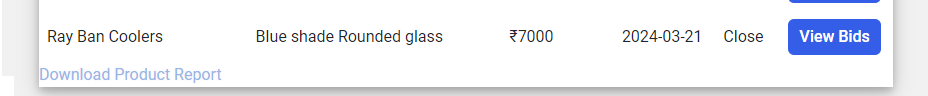 Ray Ban Coolers Blue shade Rounded glass ₹7000 2024-03-21 Close View Bids
Download Product Report